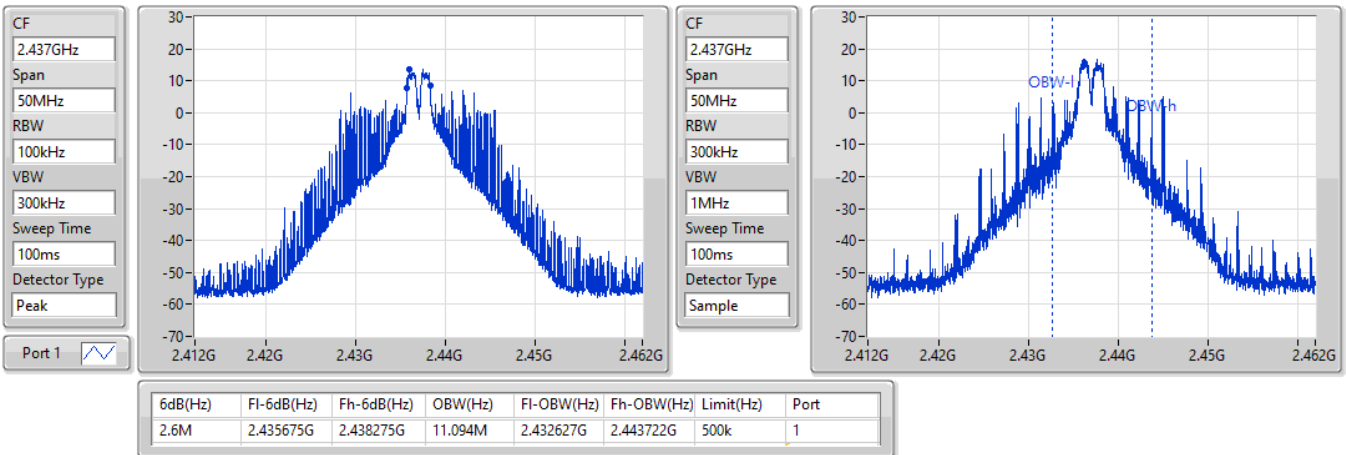 CF
2.437GHz
Span
50MHz
RBW
100kHz
VBW
300kHz
Sweep Time
100ms
Detector Type
Peak
Port 1
30
20
10
0
-10
-20
-30
-40
-50
-60
-70
2.412G 2.42G 2.43G 2.44G 2.45G 2.462G
CF
2.437GHz
Span
50MHz
RBW
300kHz
VBW
1MHz
Sweep Time
100ms
Detector Type
Sample
30
20
10
0
-10
-20
-30
-40
-50
-60
-70
OBW-l
OBW-h
2.412G 2.42G 2.43G 2.44G 2.45G 2.462G
6dB(Hz) Fl-6dB(Hz) Fh-6dB(Hz) OBW(Hz) Fl-OBW(Hz) Fh-OBW(Hz) Limit(Hz) Port
2.6M 2.435675G 2.438275G 11.094M 2.432627G 2.443722G 500k 1